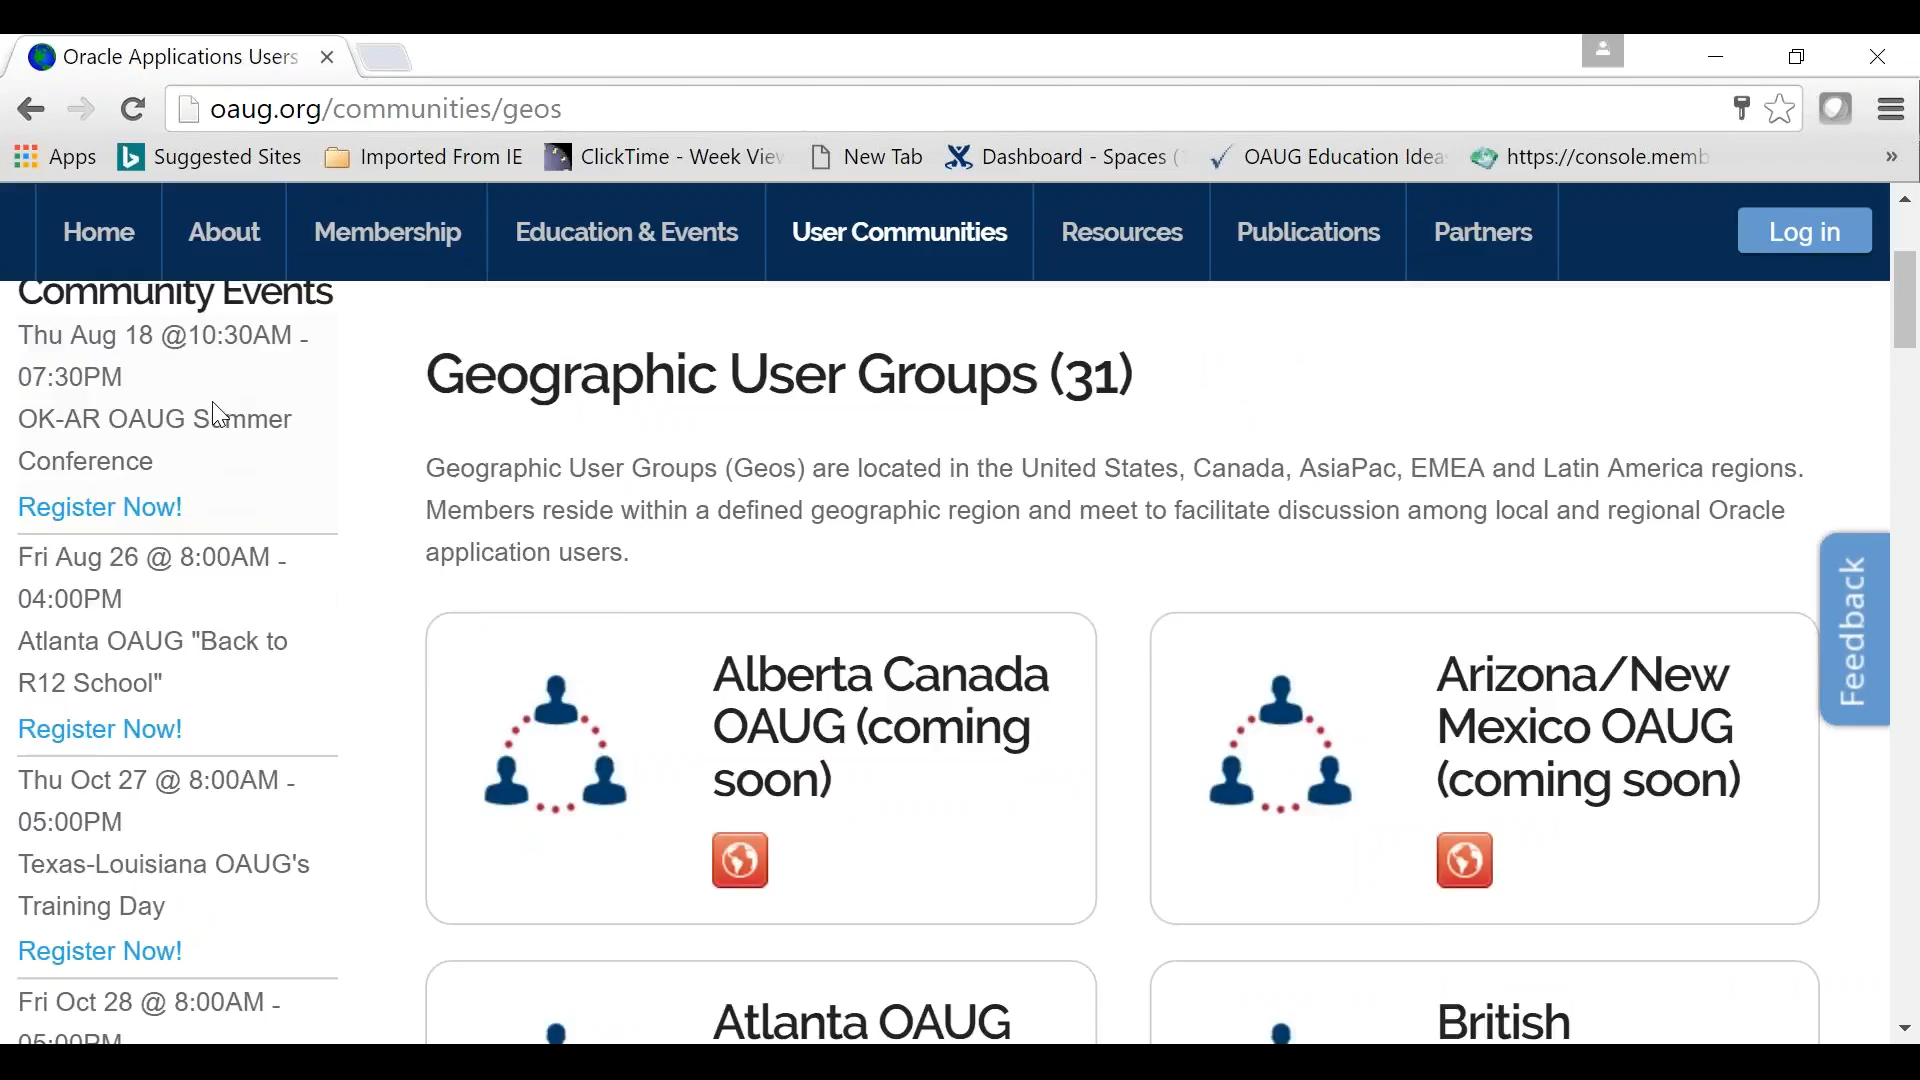 Oracle Applications Users
oaug.org/communities/geos
Apps Suggested Sites Imported From IE ClickTime - Week Vie New Tab Dashboard - Spaces ( OAUG Education Idea https://console.memb »
Home About Membership Education & Events User Communities Resources Publications Partners Log in
Community Events
Thu Aug 18 @10:30AM -
07:30PM
OK-AR OAUG Summer
Conference
Register Now!
Fri Aug 26 @ 8:00AM -
04:00PM
Atlanta OAUG "Back to
R12 School"
Register Now!
Thu Oct 27 @ 8:00AM -
05:00PM
Texas-Louisiana OAUG's
Training Day
Register Now!
Fri Oct 28 @ 8:00AM -
05:00PM
Geographic User Groups (31)
Geographic User Groups (Geos) are located in the United States, Canada, AsiaPac, EMEA and Latin America regions.
Members reside within a defined geographic region and meet to facilitate discussion among local and regional Oracle
application users.
Alberta Canada
OAUG (coming
soon)
Arizona/New
Mexico OAUG
(coming soon)
Atlanta OAUG
British
Feedback